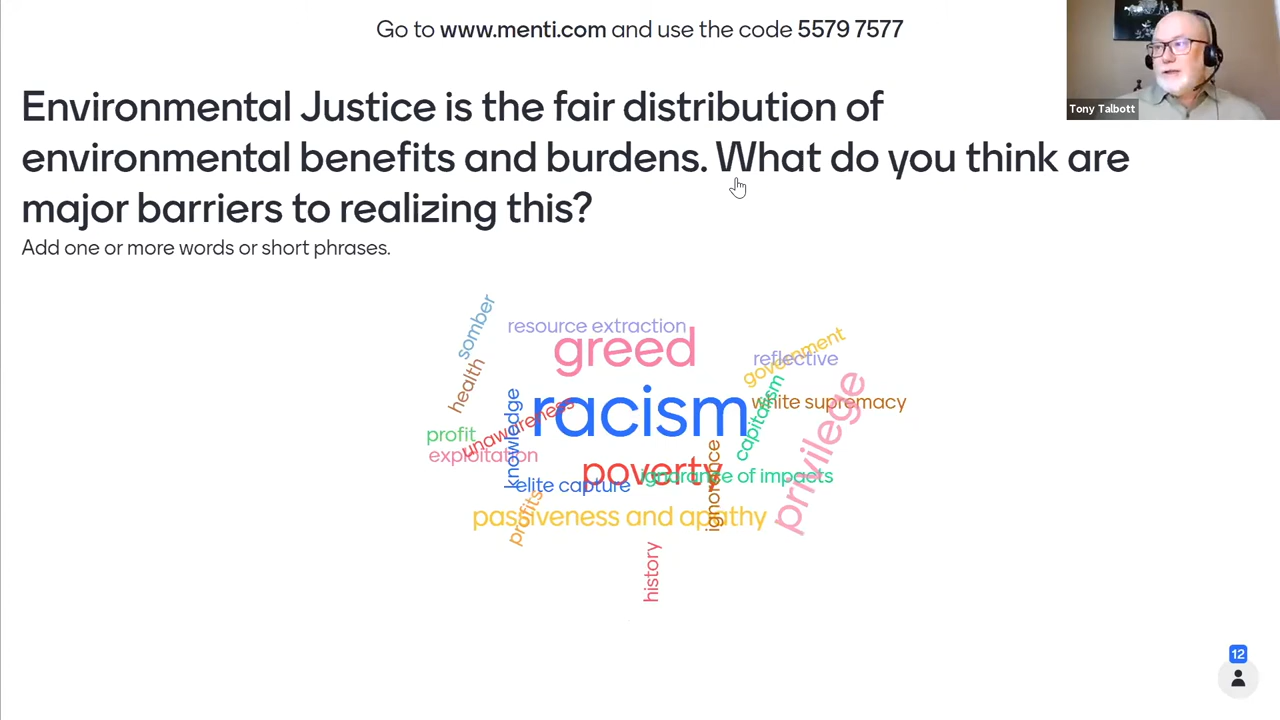 Go to www.menti.com and use the code 5579 7577
Tony Talbott
Environmental Justice is the fair distribution of
environmental benefits and burdens. What do you think are
major barriers to realizing this?
Add one or more words or short phrases.
somber
resource extraction
greed
government
reflective
health
knowledge
unawareness
racism
capitalism
white supremacy
privilege
profit
exploitation
poverty
ignorance of impacts
ignorance
elite capture
profits
passiveness and apathy
history
12